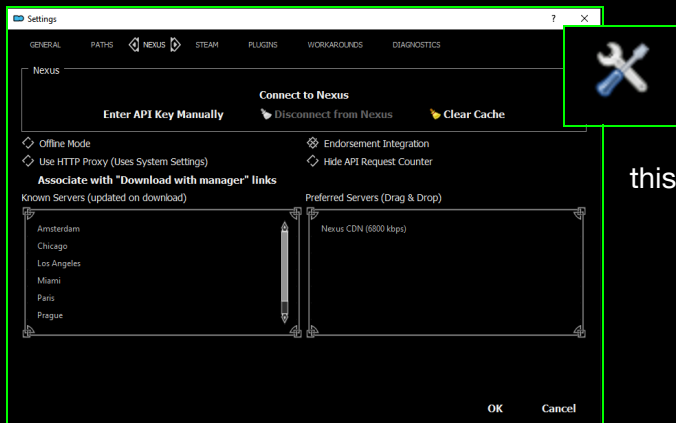 Settings
? ×
GENERAL PATHS NEXUS STEAM PLUGINS WORKAROUNDS DIAGNOSTICS
Nexus
Connect to Nexus
Enter API Key Manually Disconnect from Nexus Clear Cache
Offline Mode Endorsement Integration
Use HTTP Proxy (Uses System Settings) Hide API Request Counter
Associate with "Download with manager" links
this
Known Servers (updated on download) Preferred Servers (Drag & Drop)
Amsterdam Nexus CDN (6800 kbps)
Chicago
Los Angeles
Miami
Paris
Prague
OK Cancel